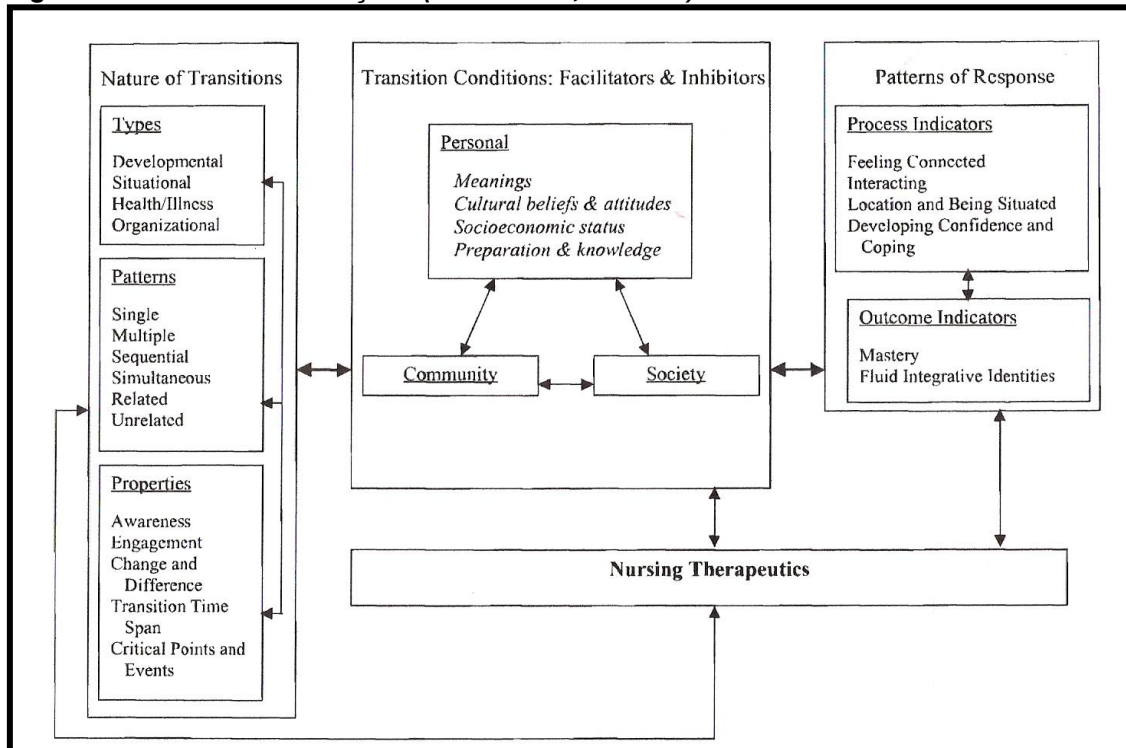 Nature of Transitions
Types
Developmental
Situational
Health/Illness
Organizational
Patterns
Single
Multiple
Sequential
Simultaneous
Related
Unrelated
Properties
Awareness
Engagement
Change and
Difference
Transition Time
Span
Critical Points and
Events
Transition Conditions: Facilitators & Inhibitors
Personal
Meanings
Cultural beliefs & attitudes
Socioeconomic status
Preparation & knowledge
Community
Society
Patterns of Response
Process Indicators
Feeling Connected
Interacting
Location and Being Situated
Developing Confidence and
Coping
Outcome Indicators
Mastery
Fluid Integrative Identities
Nursing Therapeutics